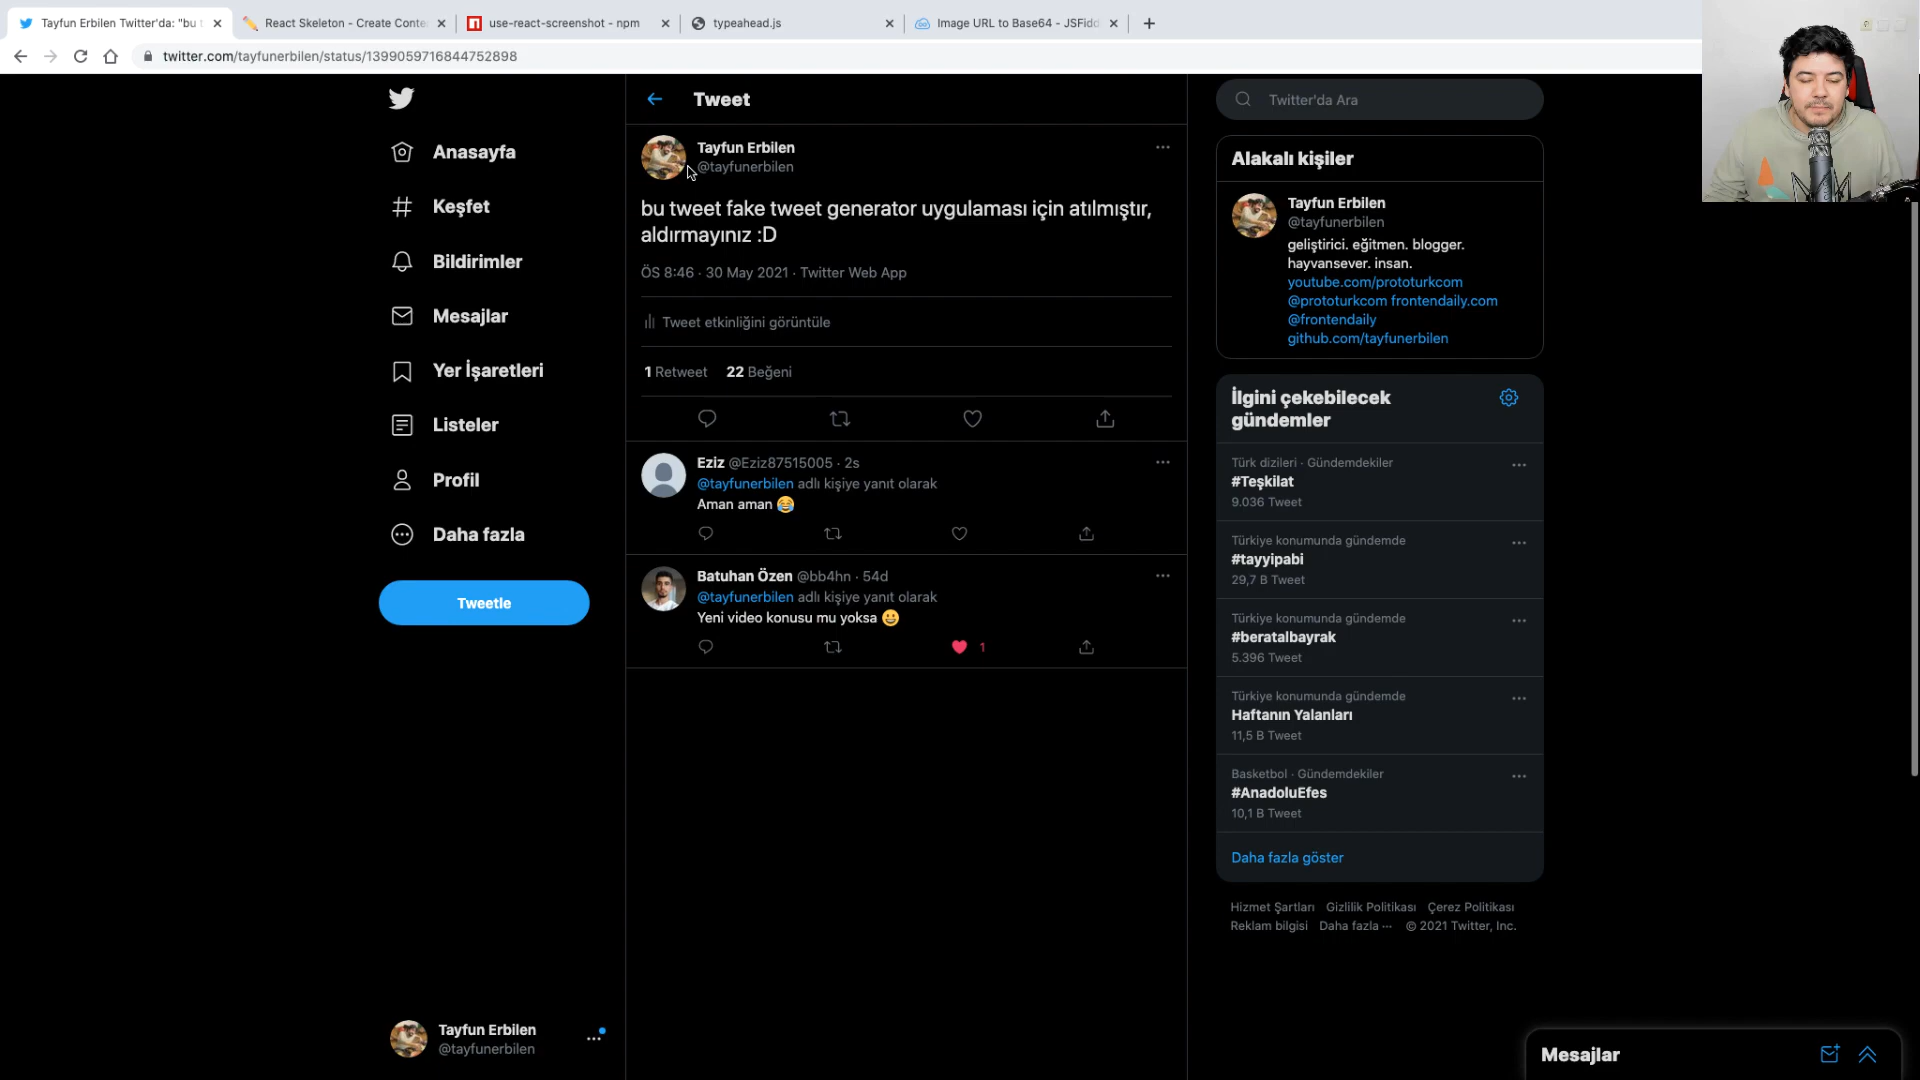 Tayfun Erbilen Twitter'da: "bu t
React Skeleton - Create Conte
use-react-screenshot - npm
typeahead.js
Image URL to Base64 - JSFidd
twitter.com/tayfunerbilen/status/1399059716844752898
Anasayfa
Keşfet
Bildirimler
Mesajlar
Yer İşaretleri
Listeler
Profil
Daha fazla
Tweetle
Tayfun Erbilen
@tayfunerbilen
Tweet
Tayfun Erbilen
@tayfunerbilen
bu tweet fake tweet generator uygulaması için atılmıştır,
aldırmayınız :D
ÖS 8:46 · 30 May 2021 · Twitter Web App
Tweet etkinliğini görüntüle
1 Retweet 22 Beğeni
Eziz @Eziz87515005 · 2s
@tayfunerbilen adlı kişiye yanıt olarak
Aman aman 😂
Batuhan Özen @bb4hn · 54d
@tayfunerbilen adlı kişiye yanıt olarak
Yeni video konusu mu yoksa 😀
1
Twitter'da Ara
Alakalı kişiler
Tayfun Erbilen
@tayfunerbilen
geliştirici. eğitmen. blogger.
hayvansever. insan.
youtube.com/prototurkcom
@prototurkcom frontendaily.com
@frontendaily
github.com/tayfunerbilen
İlgini çekebilecek
gündemler
Türk dizileri · Gündemdekiler
#Teşkilat
9.036 Tweet
Türkiye konumunda gündemde
#tayyipabi
29,7 B Tweet
Türkiye konumunda gündemde
#beratalbayrak
5.396 Tweet
Türkiye konumunda gündemde
Haftanın Yalanları
11,5 B Tweet
Basketbol · Gündemdekiler
#AnadoluEfes
10,1 B Tweet
Daha fazla göster
Hizmet Şartları Gizlilik Politikası Çerez Politikası
Reklam bilgisi Daha fazla ··· © 2021 Twitter, Inc.
Mesajlar